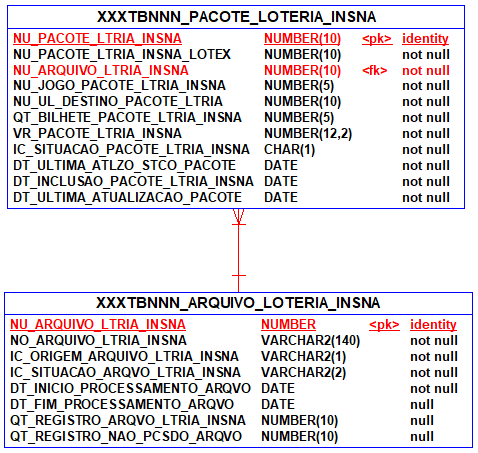 XXXTBNNN_PACOTE_LOTERIA_INSNA
NU_PACOTE_LTRIA_INSNA NUMBER(10) <pk> identity
NU_PACOTE_LTRIA_INSNA_LOTEX NUMBER(10) not null
NU_ARQUIVO_LTRIA_INSNA NUMBER(10) <fk> not null
NU_JOGO_PACOTE_LTRIA_INSNA NUMBER(5) not null
NU_UL_DESTINO_PACOTE_LTRIA NUMBER(10) not null
QT_BILHETE_PACOTE_LTRIA_INSNA NUMBER(5) not null
VR_PACOTE_LTRIA_INSNA NUMBER(12,2) not null
IC_SITUACAO_PACOTE_LTRIA_INSNA CHAR(1) not null
DT_ULTIMA_ATLZO_STCO_PACOTE DATE not null
DT_INCLUSAO_PACOTE_LTRIA_INSNA DATE not null
DT_ULTIMA_ATUALIZACAO_PACOTE DATE not null
XXXTBNNN_ARQUIVO_LOTERIA_INSNA
NU_ARQUIVO_LTRIA_INSNA NUMBER <pk> identity
NO_ARQUIVO_LTRIA_INSNA VARCHAR2(140) not null
IC_ORIGEM_ARQUIVO_LTRIA_INSNA VARCHAR2(1) not null
IC_SITUACAO_ARQVO_LTRIA_INSNA VARCHAR2(2) not null
DT_INICIO_PROCESSAMENTO_ARQVO DATE not null
DT_FIM_PROCESSAMENTO_ARQVO DATE null
QT_REGISTRO_ARQVO_LTRIA_INSNA NUMBER(10) null
QT_REGISTRO_NAO_PCSDO_ARQVO NUMBER(10) null